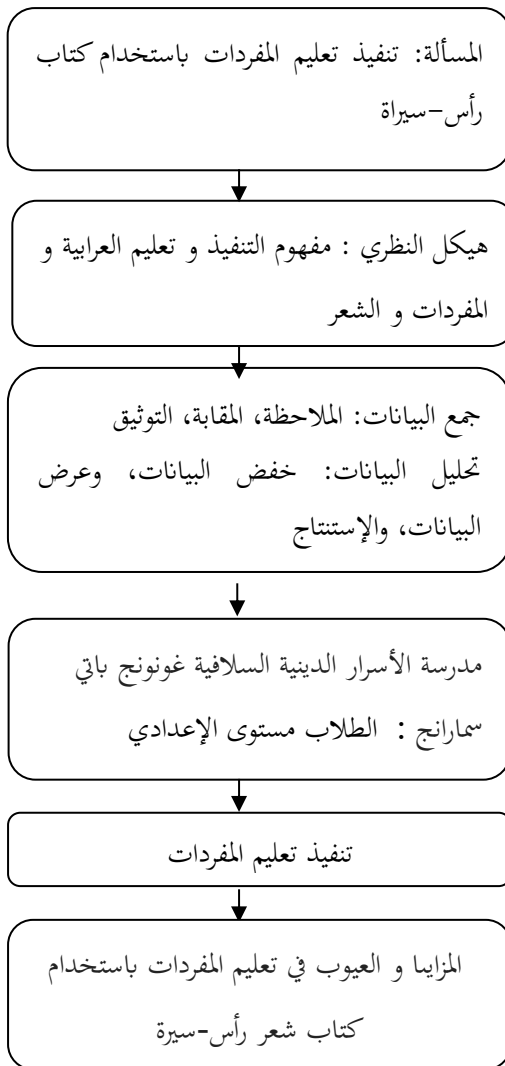 المسألة: تنفيذ تعليم المفردات باستخدام كتاب
رأس–سيراة
هيكل النظري : مفهوم التنفيذ و تعليم العرابية و
المفردات و الشعر
جمع البيانات: الملاحظة، المقابة، التوثيق
تحليل البيانات: خفض البيانات، وعرض
البيانات، والإستنتاج
مدرسة الأسرار الدينية السلافية غونونج باتي
سمارانج : الطلاب مستوى الإعدادي
تنفيذ تعليم المفردات
المزايىا و العيوب في تعليم المفردات باستخدام
كتاب شعر رأس-سيرة